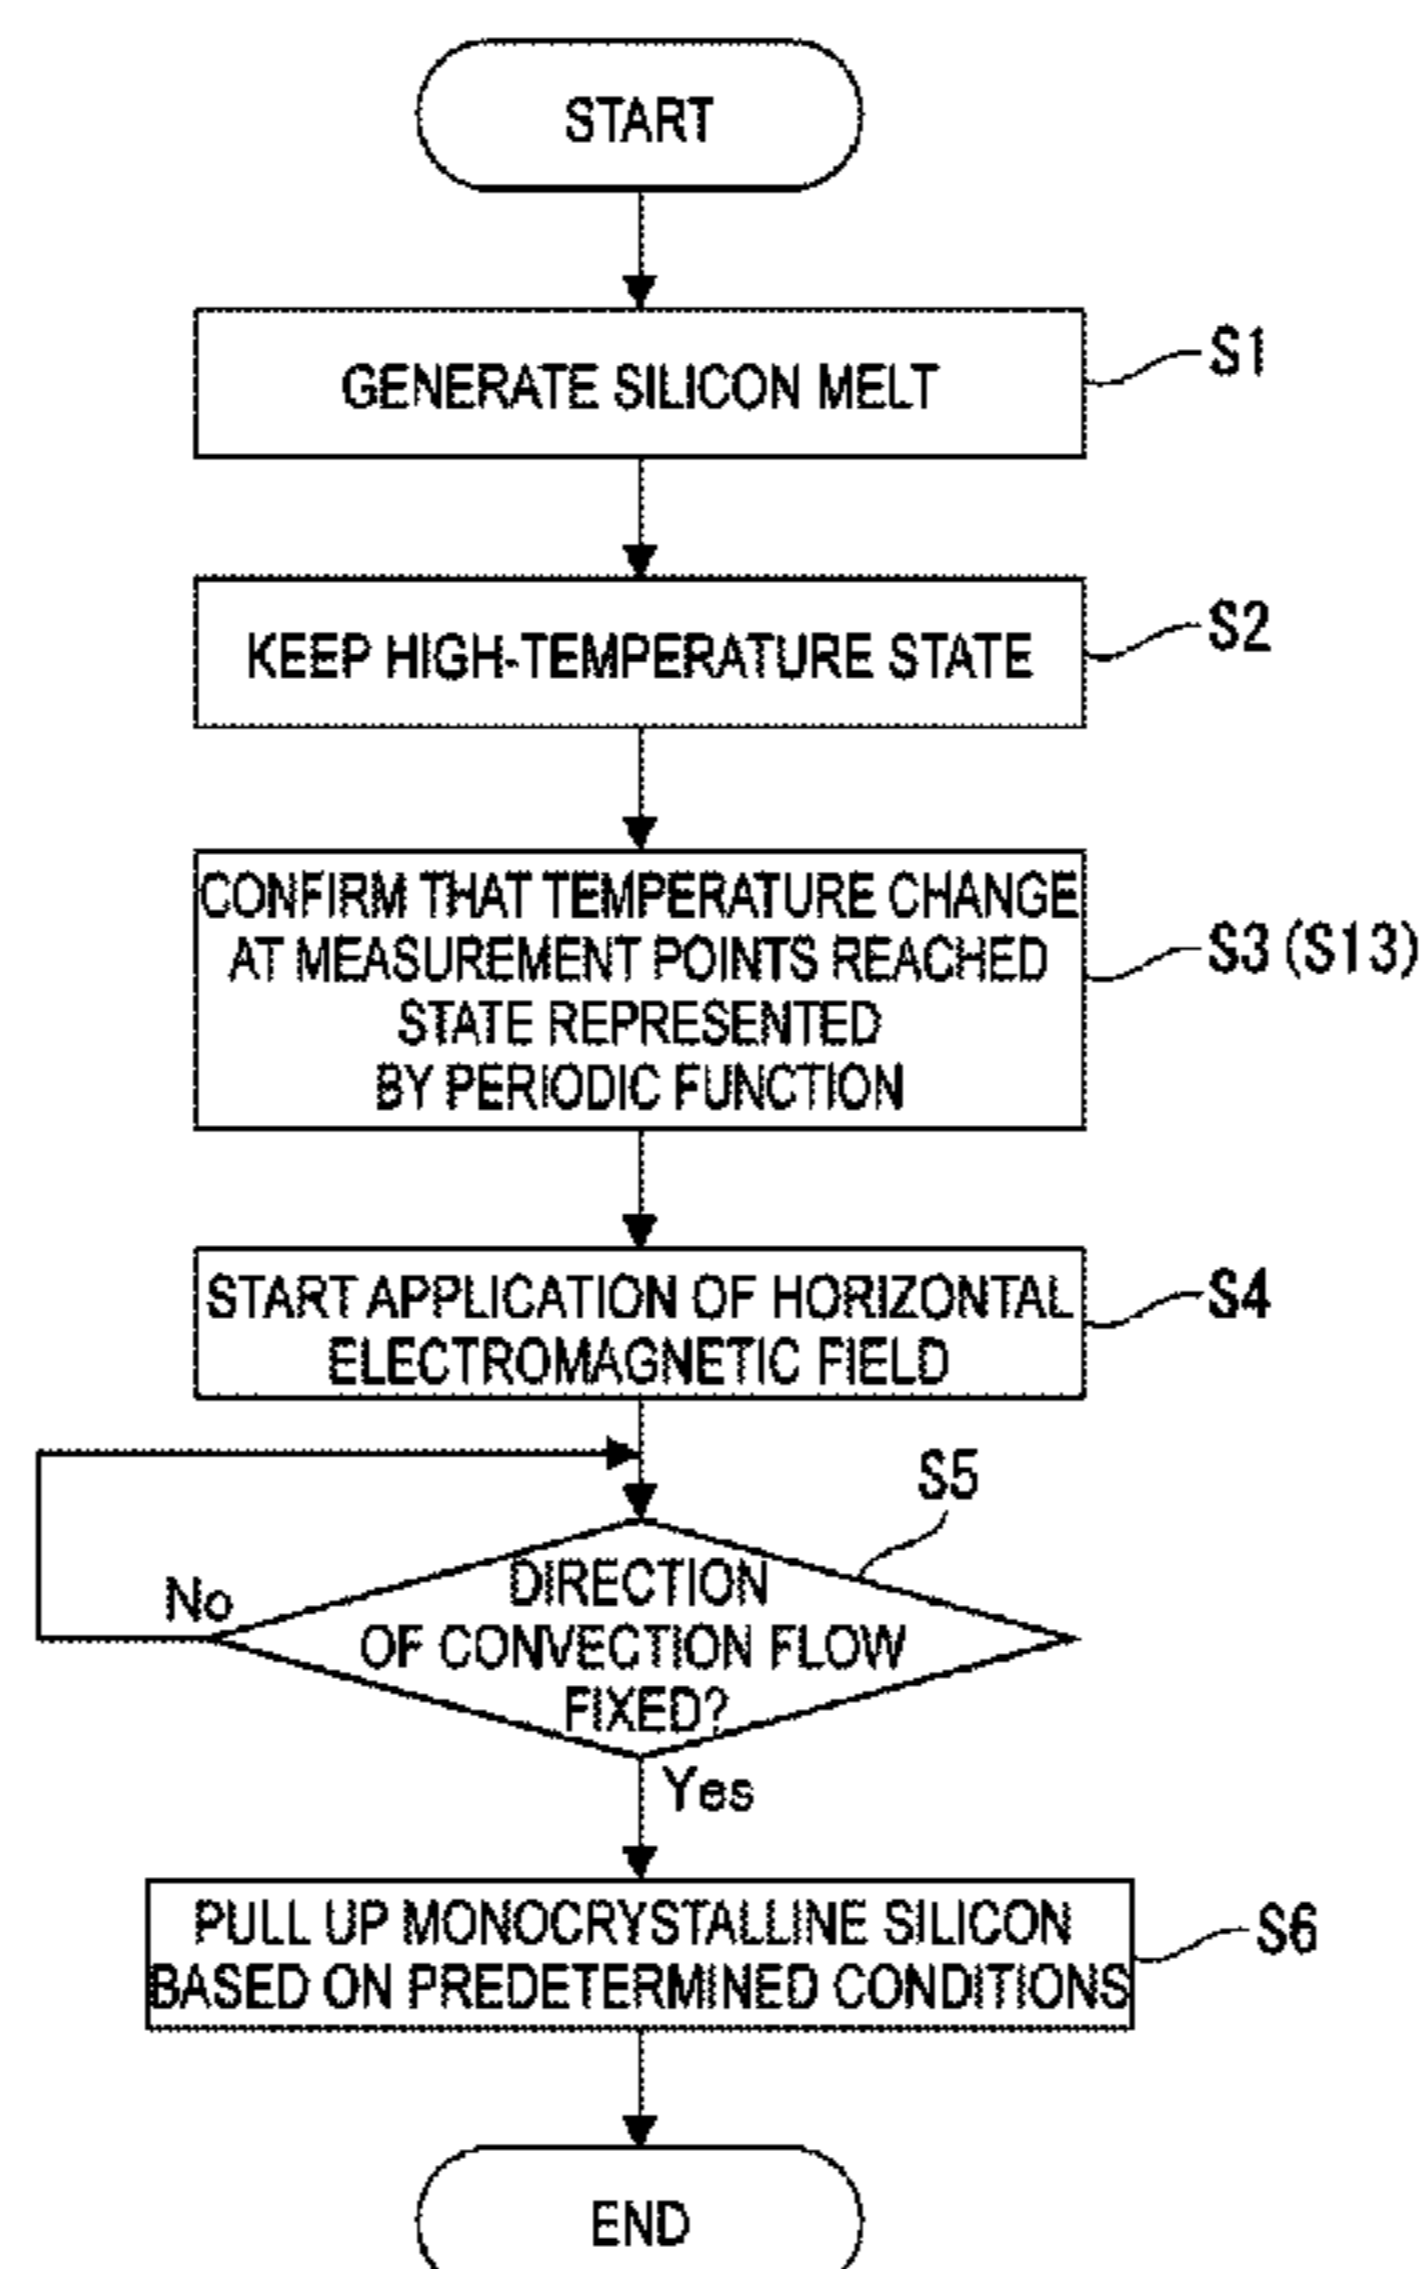 START
GENERATE SILICON MELT
S1
KEEP HIGH-TEMPERATURE STATE
S2
CONFIRM THAT TEMPERATURE CHANGE
AT MEASUREMENT POINTS REACHED
STATE REPRESENTED
BY PERIODIC FUNCTION
S3 (S13)
START APPLICATION OF HORIZONTAL
ELECTROMAGNETIC FIELD
S4
S5
DIRECTION
OF CONVECTION FLOW
FIXED?
No
Yes
PULL UP MONOCRYSTALLINE SILICON
BASED ON PREDETERMINED CONDITIONS
S6
END